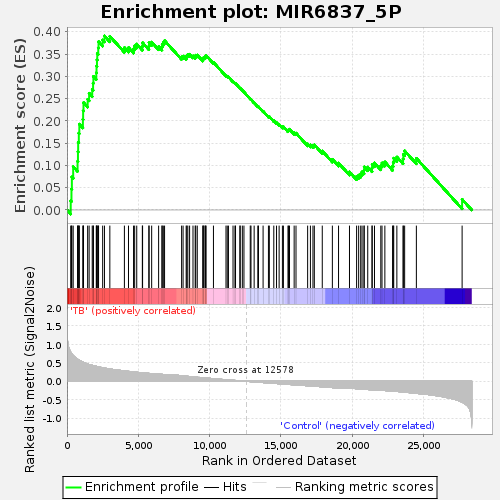 Enrichment plot: MIR6837_5P
Enrichment score (ES)
0.40
0.35
0.30
0.25
0.20
0.15
0.10
0.05
0.00
'TB' (positively correlated)
Ranked list metric (Signal2Noise)
2.0
1.5
1.0
0.5
0.0
-0.5
-1.0
Zero cross at 12578
'Control' (negatively correlated)
0
5,000
10,000
15,000
20,000
25,000
Rank in Ordered Dataset
Enrichment profile
Hits
Ranking metric scores